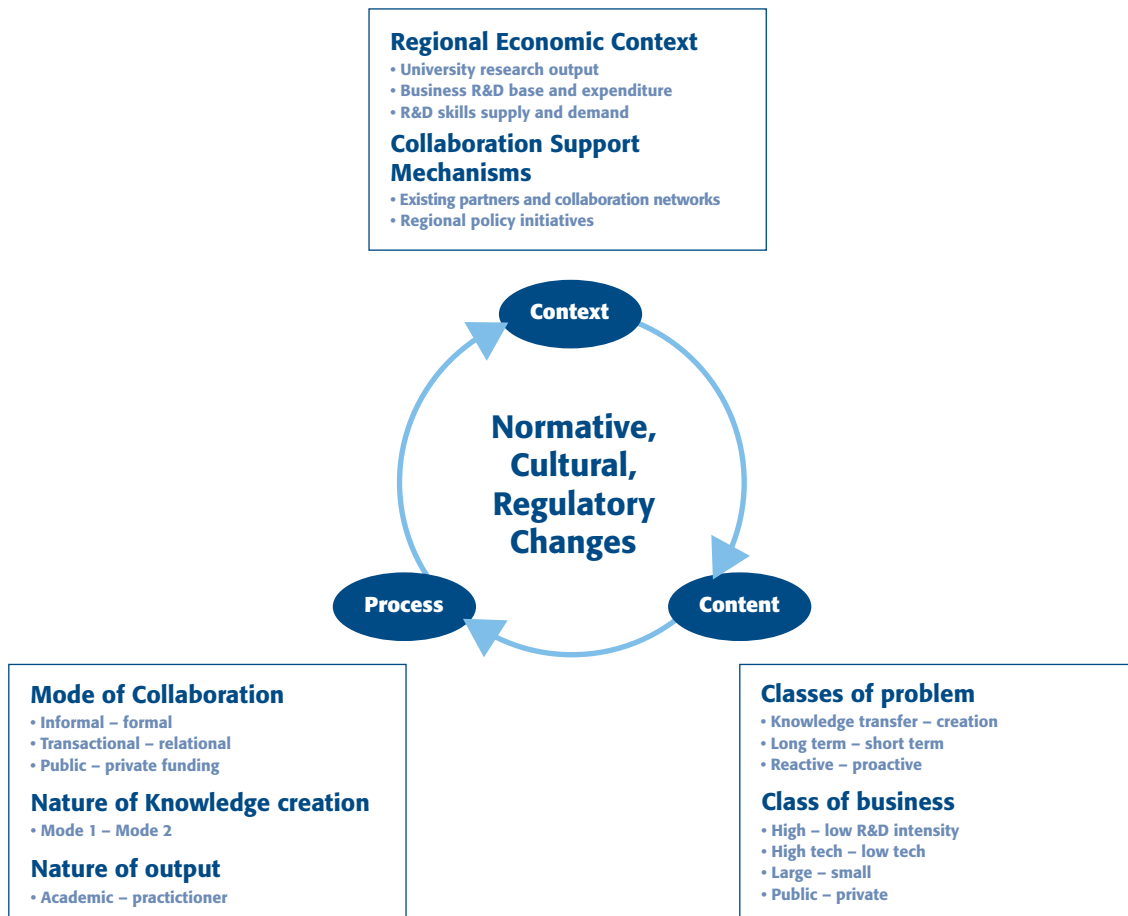 Regional Economic Context
• University research output
• Business R&D base and expenditure
• R&D skills supply and demand
Collaboration Support
Mechanisms
• Existing partners and collaboration networks
• Regional policy initiatives
Context
Normative,
Cultural,
Regulatory
Changes
Process
Content
Mode of Collaboration
• Informal – formal
• Transactional – relational
• Public – private funding
Nature of Knowledge creation
• Mode 1 – Mode 2
Nature of output
• Academic – practictioner
Classes of problem
• Knowledge transfer – creation
• Long term – short term
• Reactive – proactive
Class of business
• High – low R&D intensity
• High tech – low tech
• Large – small
• Public – private